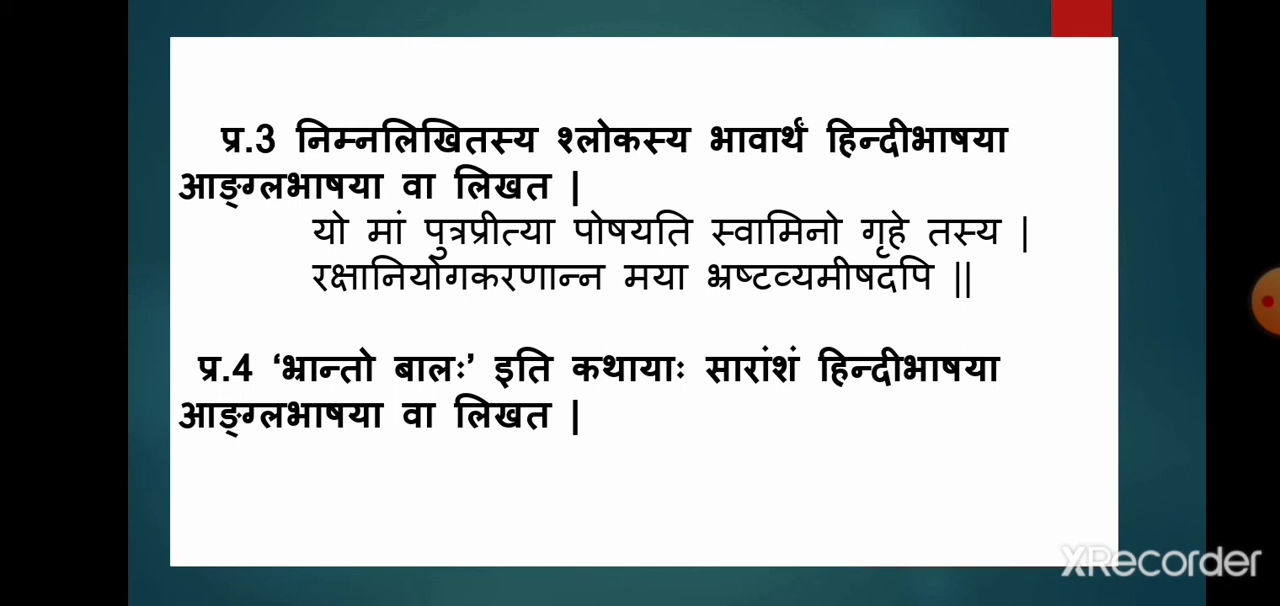 प्र.3 निम्नलिखितस्य श्लोकस्य भावार्थं हिन्दीभाषया
आङ्ग्लभाषया वा लिखत |
यो मां पुत्रप्रीत्या पोषयति स्वामिनो गृहे तस्य |
रक्षानियोगकरणान्न मया भ्रष्टव्यमीषदपि ||
प्र.4 ‘भ्रान्तो बालः’ इति कथायाः सारांशं हिन्दीभाषया
आङ्ग्लभाषया वा लिखत |
XRecorder